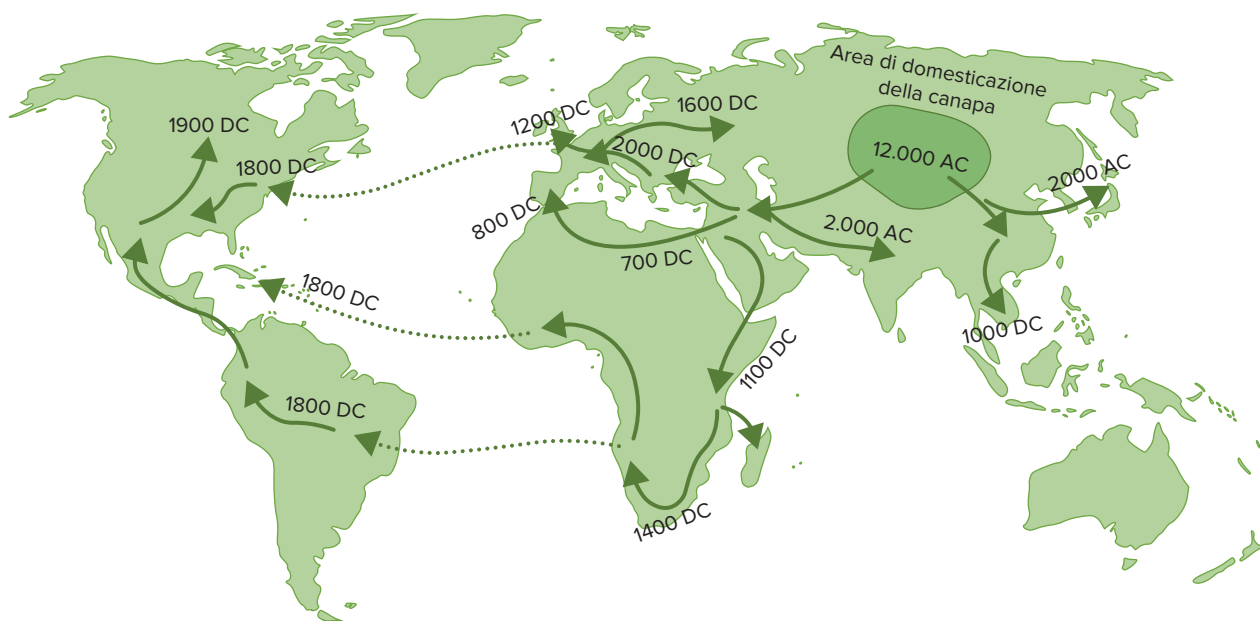 Area di domesticazione
della canapa
1600 DC
1200 DC
1900 DC
2000 DC
12.000 AC
1800 DC
2000 AC
800 DC
2.000 AC
700 DC
1800 DC
1000 DC
1100 DC
1800 DC
1400 DC